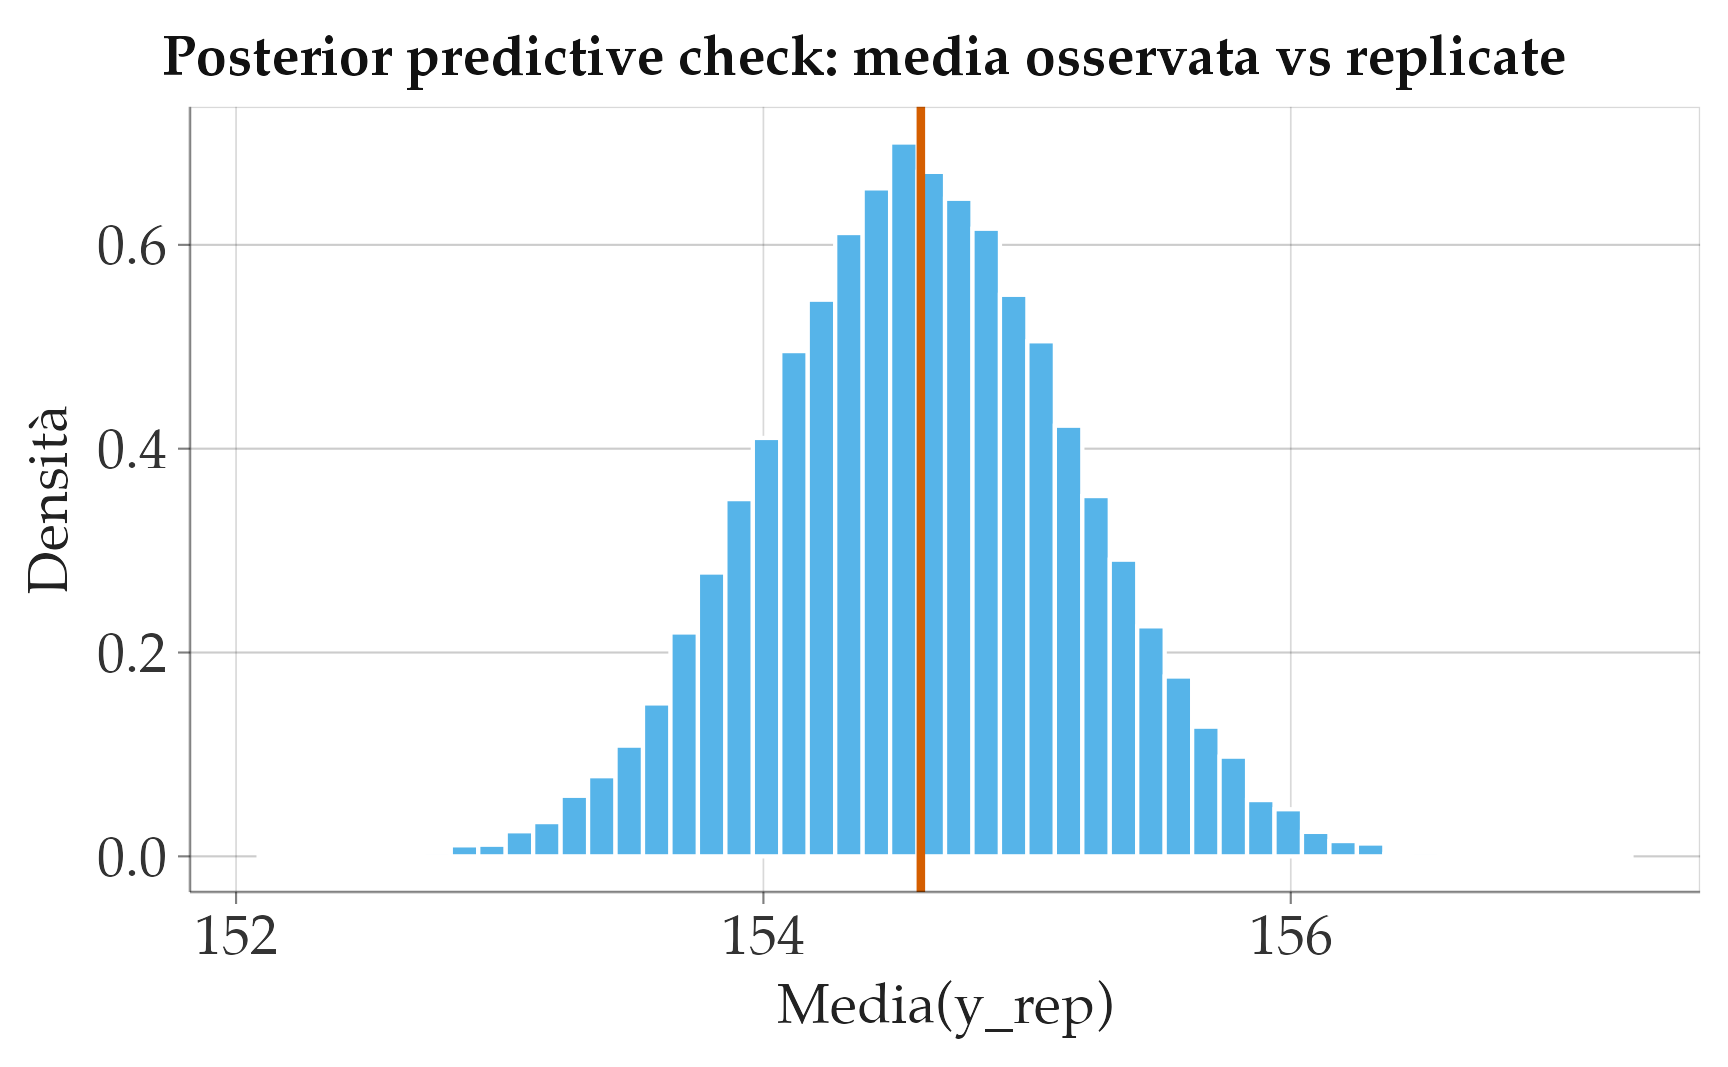 Posterior predictive check: media osservata vs replicate
0.6
0.4
0.2
0.0
Densità
152
154
156
Media(y_rep)